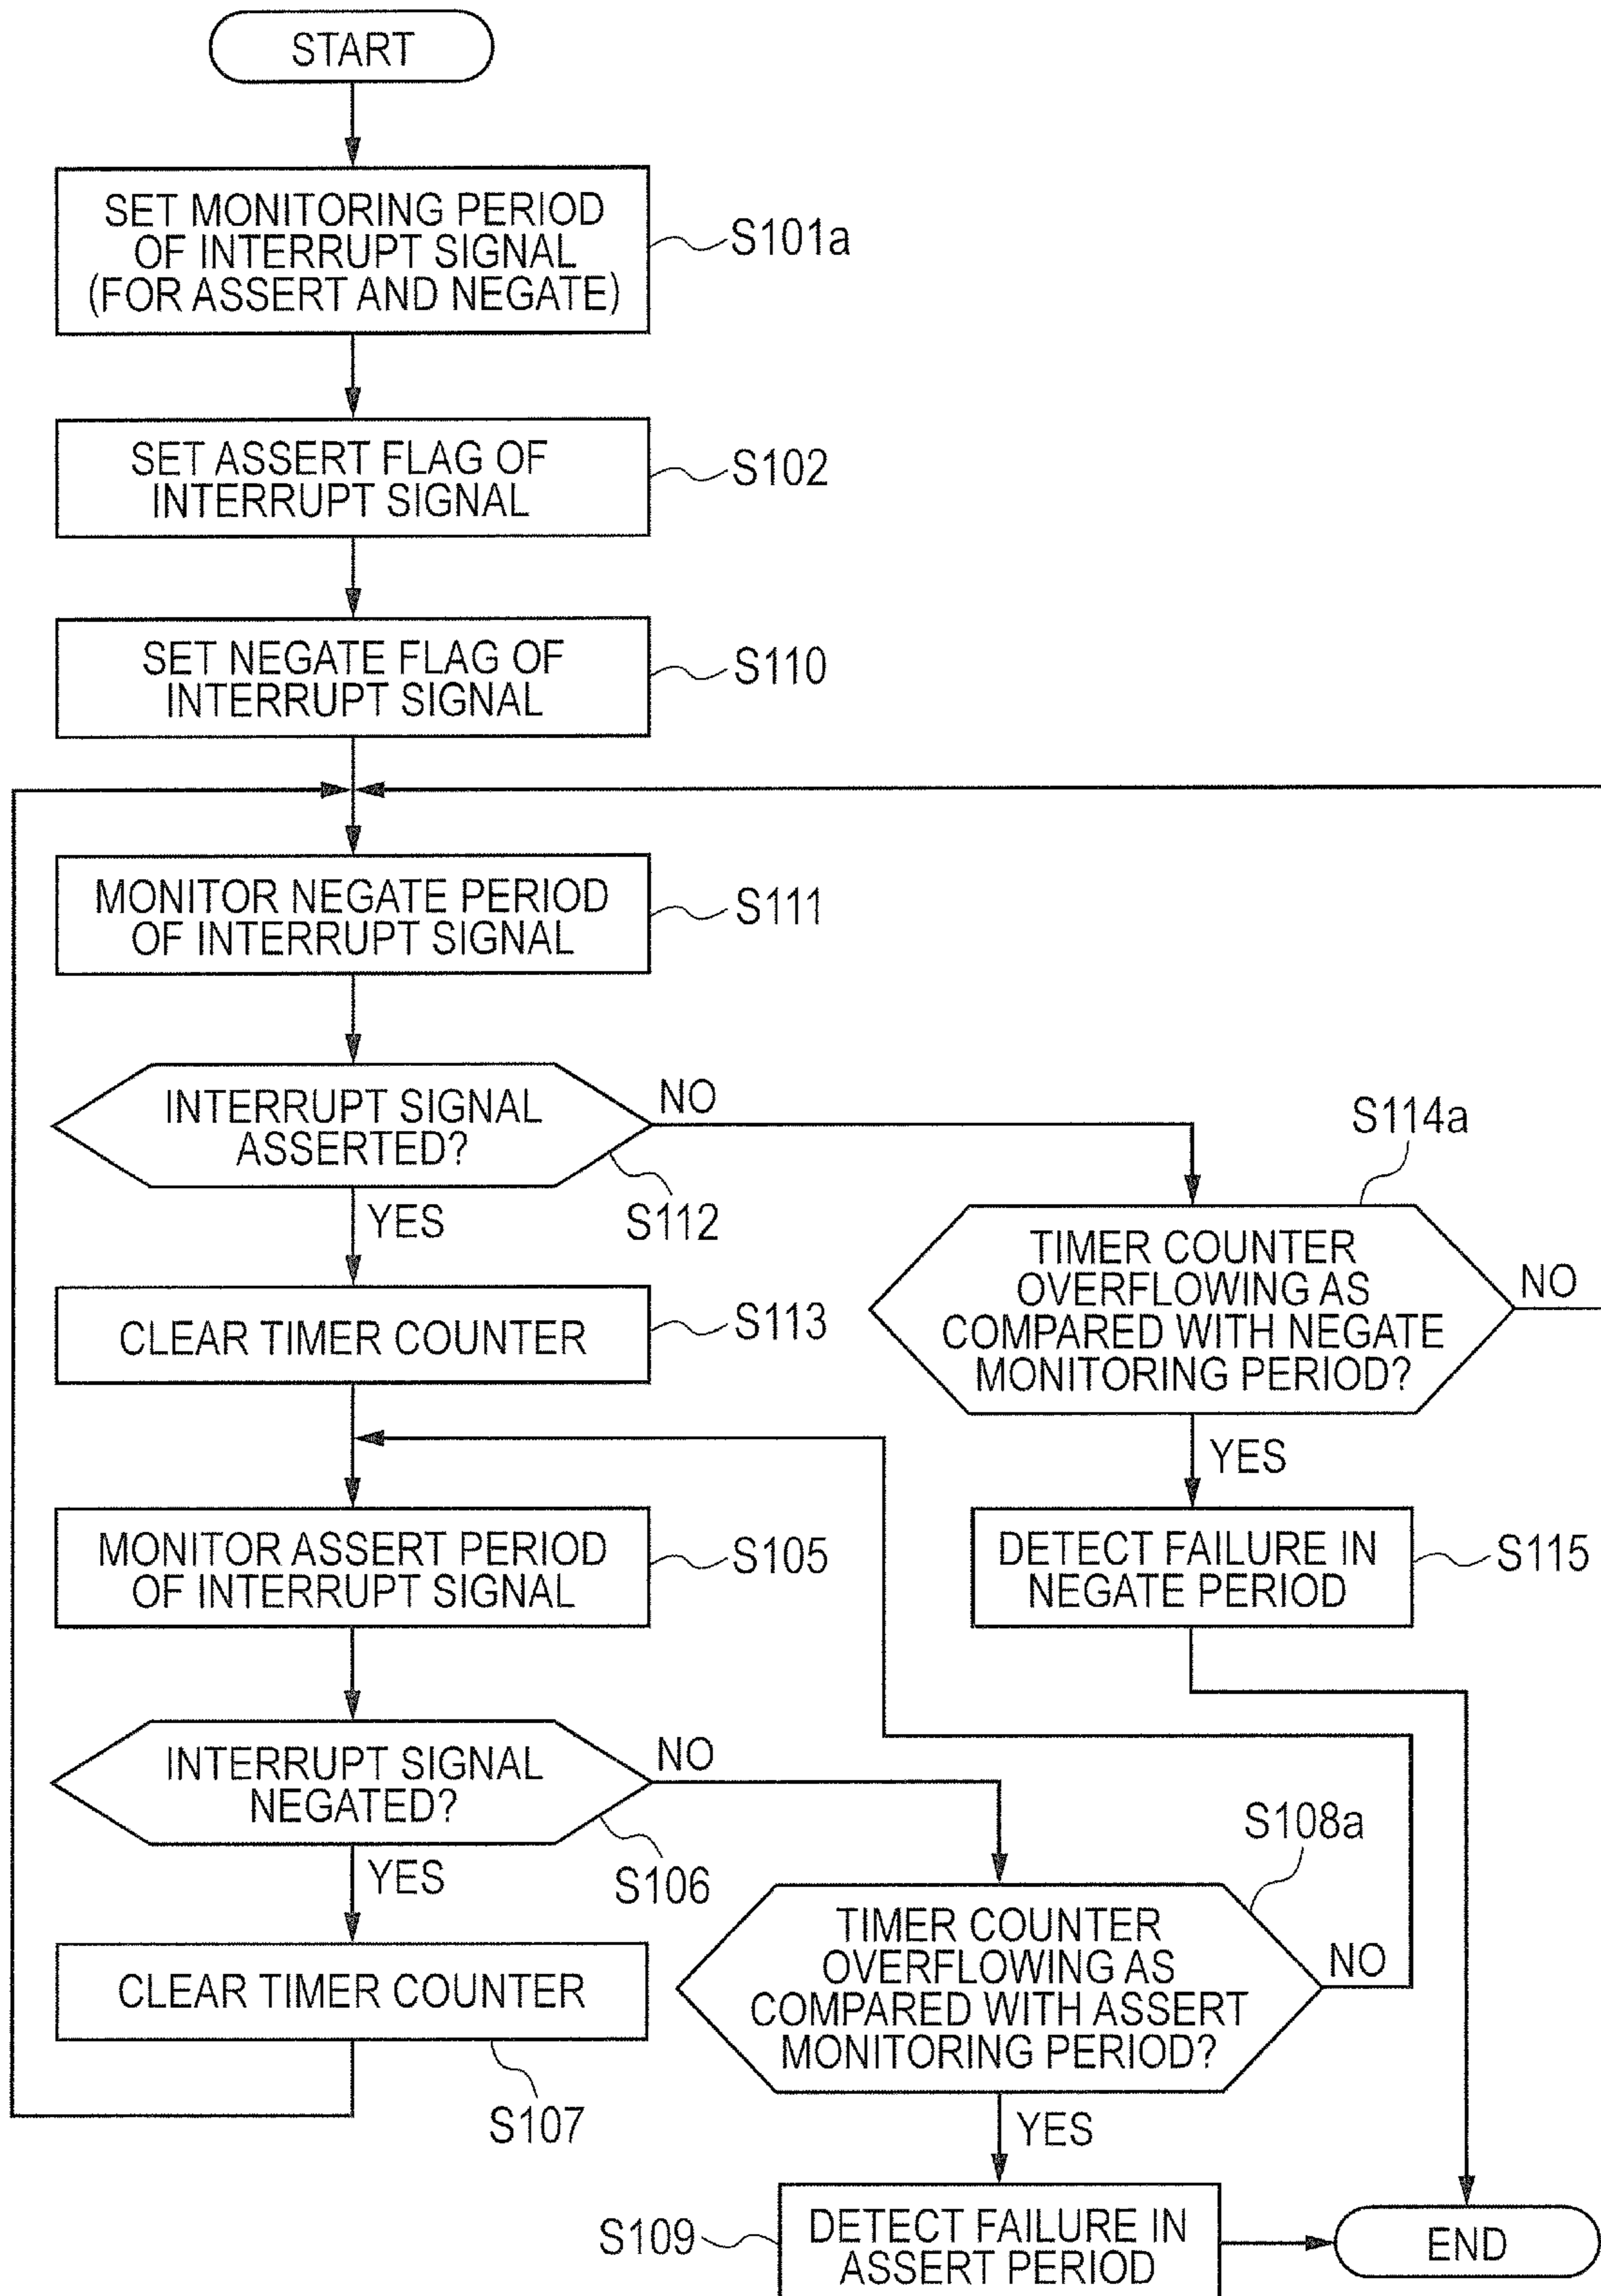 START
SET MONITORING PERIOD
OF INTERRUPT SIGNAL
(FOR ASSERT AND NEGATE)
S101a
SET ASSERT FLAG OF
INTERRUPT SIGNAL
S102
SET NEGATE FLAG OF
INTERRUPT SIGNAL
S110
MONITOR NEGATE PERIOD
OF INTERRUPT SIGNAL
S111
INTERRUPT SIGNAL
ASSERTED?
NO
S112
YES
S114a
TIMER COUNTER
OVERFLOWING AS
COMPARED WITH NEGATE
MONITORING PERIOD?
NO
YES
CLEAR TIMER COUNTER
S113
MONITOR ASSERT PERIOD
OF INTERRUPT SIGNAL
S105
DETECT FAILURE IN
NEGATE PERIOD
S115
INTERRUPT SIGNAL
NEGATED?
NO
S106
YES
S108a
TIMER COUNTER
OVERFLOWING AS
COMPARED WITH ASSERT
MONITORING PERIOD?
NO
YES
CLEAR TIMER COUNTER
S107
S109
DETECT FAILURE IN
ASSERT PERIOD
END